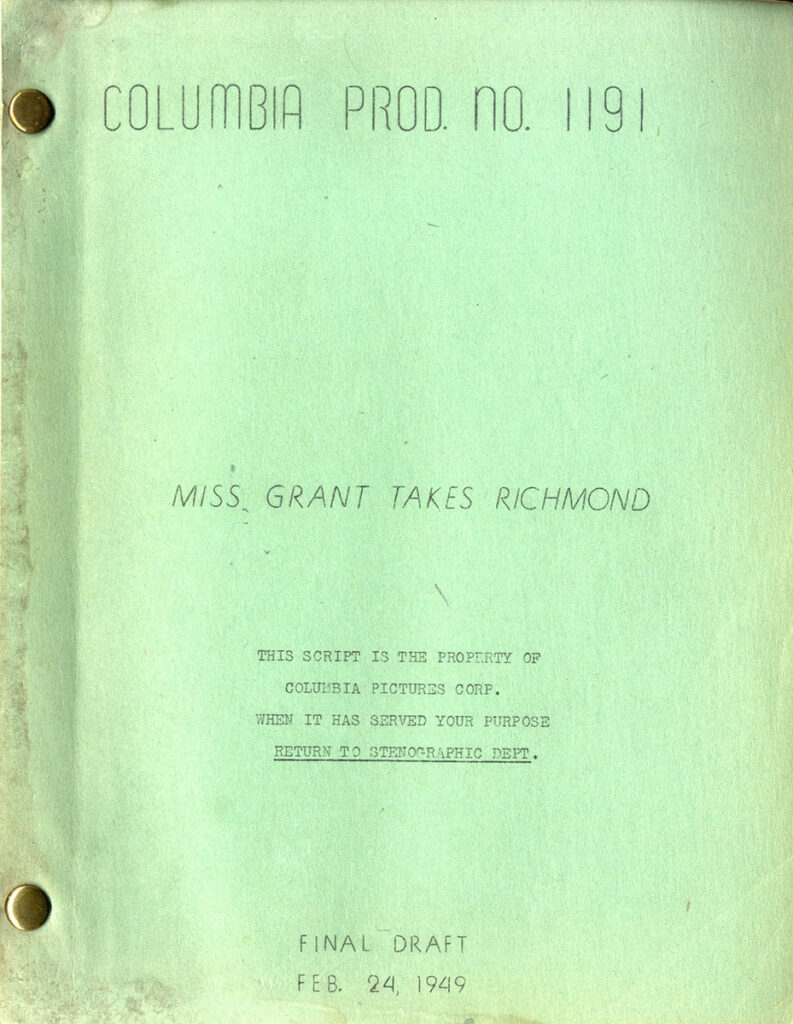 COLUMBIA PROD. NO. 1191
MISS GRANT TAKES RICHMOND
THIS SCRIPT IS THE PROPERTY OF
COLUMBIA PICTURES CORP.
WHEN IT HAS SERVED YOUR PURPOSE
RETURN TO STENOGRAPHIC DEPT.
FINAL DRAFT
FEB. 24, 1949